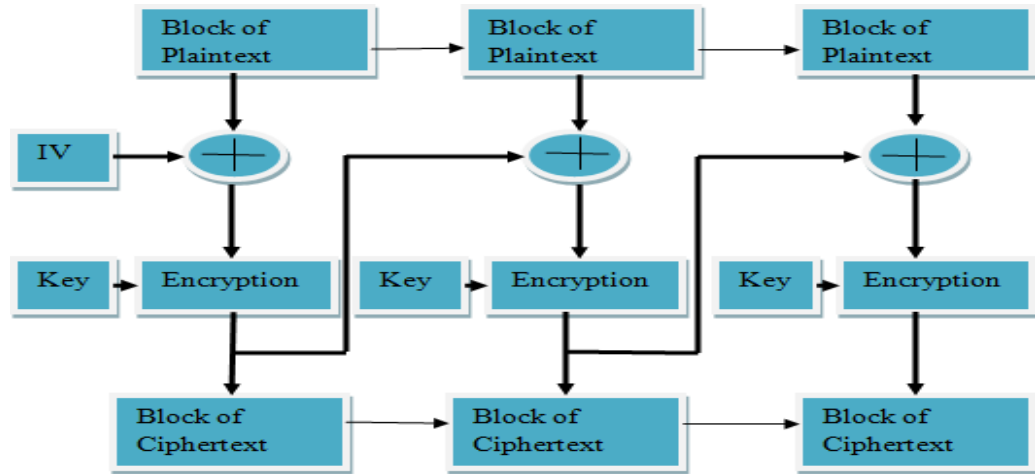 Block of
Plaintext
Block of
Plaintext
Block of
Plaintext
IV
Key
Encryption
Key
Encryption
Key
Encryption
Block of
Ciphertext
Block of
Ciphertext
Block of
Ciphertext